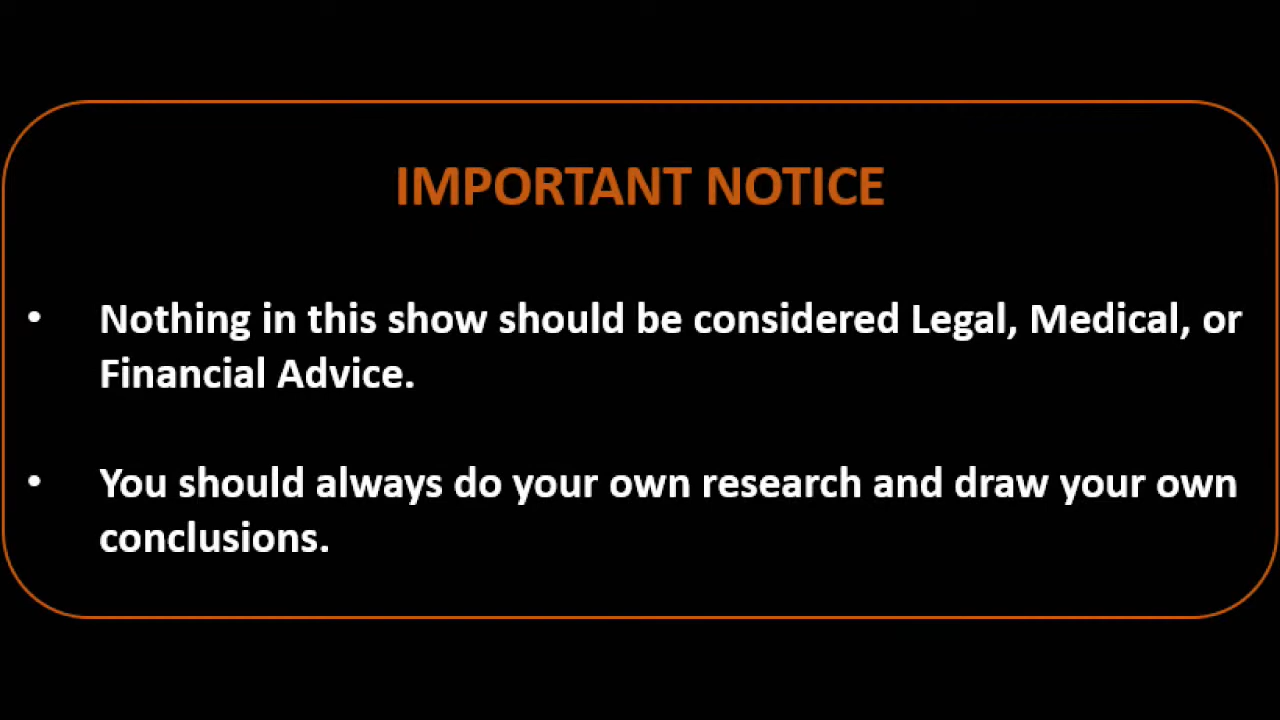 IMPORTANT NOTICE
• Nothing in this show should be considered Legal, Medical, or
Financial Advice.
• You should always do your own research and draw your own
conclusions.